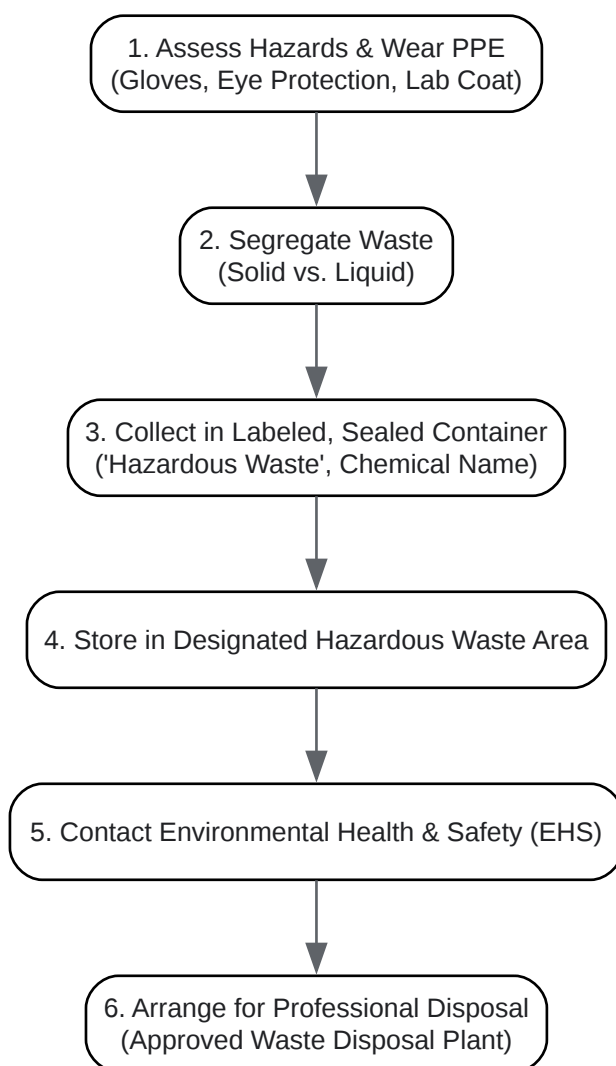 1. Assess Hazards & Wear PPE
(Gloves, Eye Protection, Lab Coat)
2. Segregate Waste
(Solid vs. Liquid)
3. Collect in Labeled, Sealed Container
('Hazardous Waste', Chemical Name)
4. Store in Designated Hazardous Waste Area
5. Contact Environmental Health & Safety (EHS)
6. Arrange for Professional Disposal
(Approved Waste Disposal Plant)